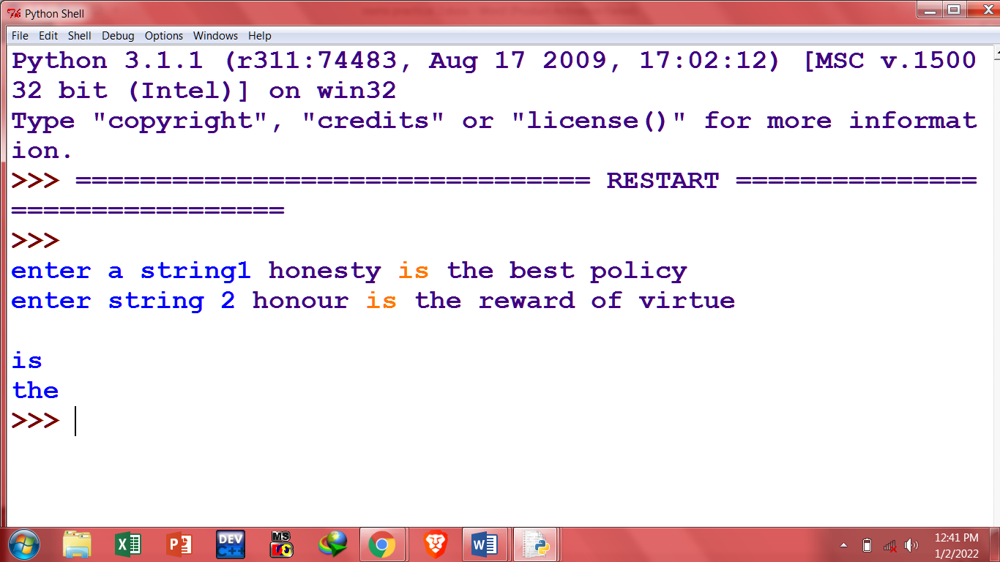 Python Shell
File Edit Shell Debug Options Windows Help
Python 3.1.1 (r311:74483, Aug 17 2009, 17:02:12) [MSC v.1500
32 bit (Intel)] on win32
Type "copyright", "credits" or "license()" for more informat
ion.
>>> ================================ RESTART ===============
=================
>>>
enter a string1 honesty is the best policy
enter string 2 honour is the reward of virtue
is
the
>>>
DEV
C++
MS
12:41 PM
1/2/2022